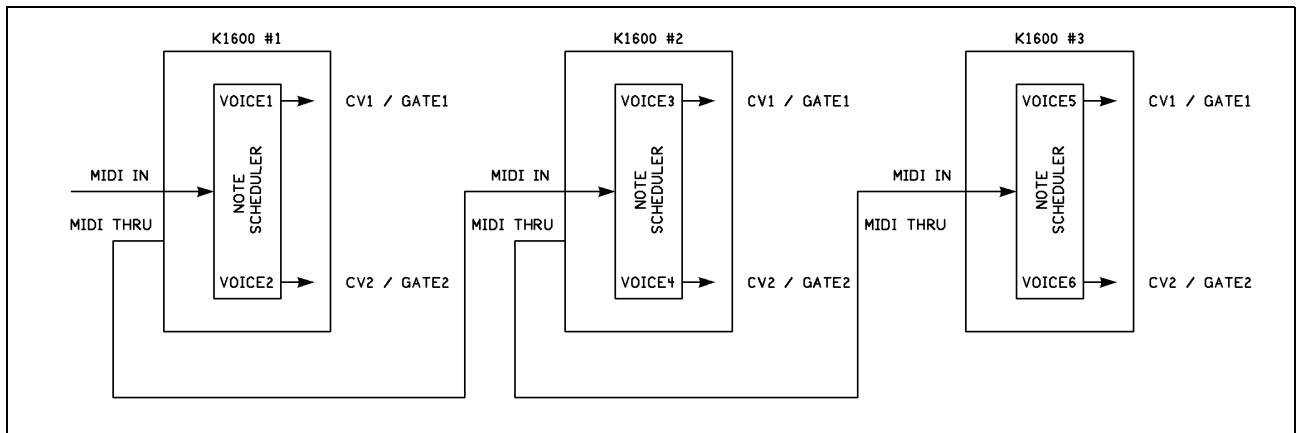 K1600 #1
VOICE1
CV1 / GATE1
MIDI IN
NOTE
SCHEDULER
MIDI THRU
VOICE2
CV2 / GATE2
K1600 #2
VOICE3
CV1 / GATE1
MIDI IN
NOTE
SCHEDULER
MIDI THRU
VOICE4
CV2 / GATE2
K1600 #3
VOICE5
CV1 / GATE1
MIDI IN
NOTE
SCHEDULER
MIDI THRU
VOICE6
CV2 / GATE2